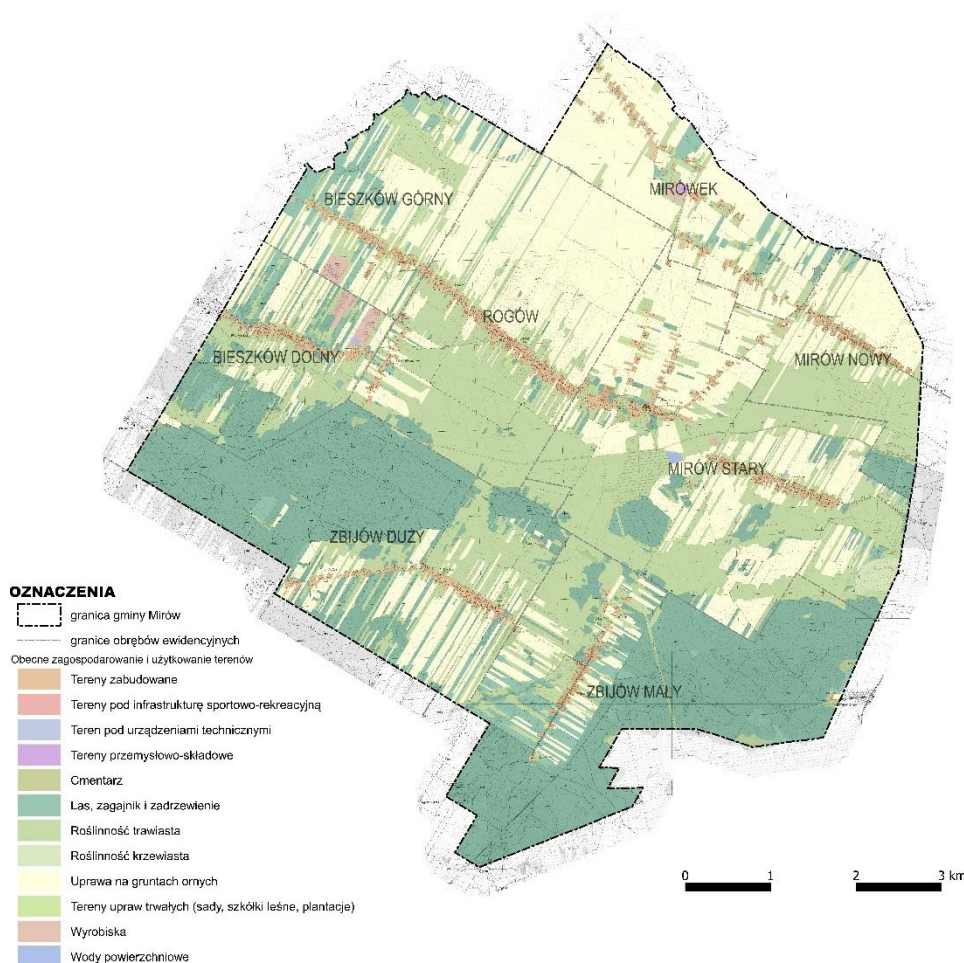 MIRÓWEK
BIESZKÓW GÓRNY
ROGÓW
BIESZKÓW DOLNY
MIRÓW NOWY
MIRÓW STARY
ZBIJÓW DUŻY
ZBIJÓW MAŁY
OZNACZENIA
granica gminy Mirów
granice obrębów ewidencyjnych
Obecne zagospodarowanie i użytkowanie terenów
Tereny zabudowane
Tereny pod infrastrukturę sportowo-rekreacyjną
Teren pod urządzeniami technicznymi
Tereny przemysłowo-składowe
Cmentarz
Las, zagajnik i zadrzewienie
Roślinność trawiasta
Roślinność krzewiasta
Uprawa na gruntach ornych
Tereny upraw trwałych (sady, szkółki leśne, plantacje)
Wyrobiska
Wody powierzchniowe
0 1 2 3 km